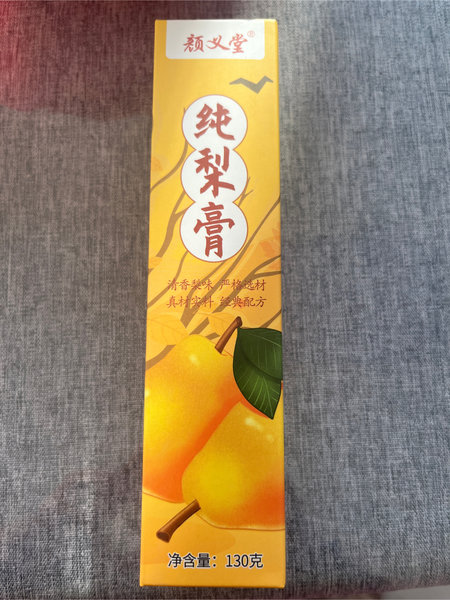 颜义堂®
纯梨膏
清香梨味 严格选材
真材实料 经典配方
净含量：130克